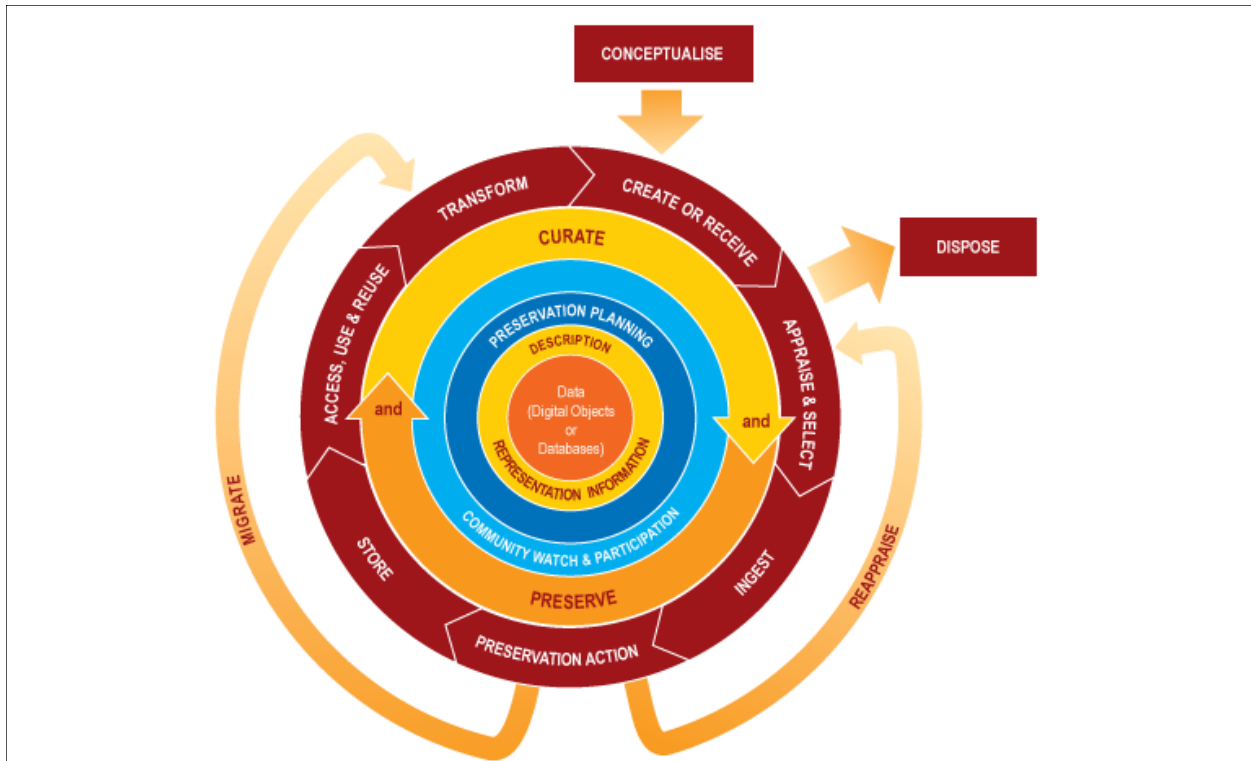 CONCEPTUALISE
CREATE OR RECEIVE
DISPOSE
APPRAISE & SELECT
INGEST
PRESERVATION ACTION
STORE
ACCESS, USE & REUSE
TRANSFORM
MIGRATE
REAPPRAISE
CURATE
and
PRESERVE
and
COMMUNITY WATCH & PARTICIPATION
PRESERVATION PLANNING
DESCRIPTION
REPRESENTATION INFORMATION
Data
(Digital Objects
or
Databases)